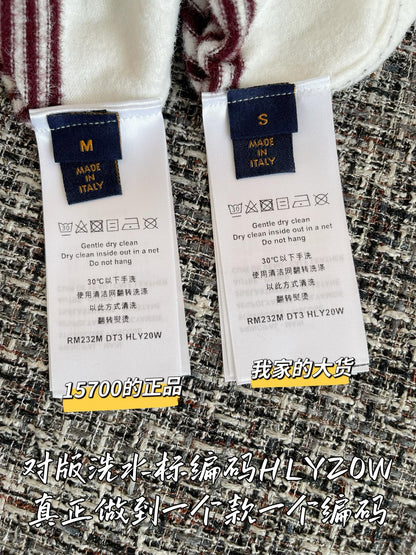 M
MADE
IN
ITALY
Gentle dry clean
Dry clean inside out in a net
Do not hang
30℃以下手洗
使用清洁网翻转洗涤
以此方式清洗
翻转熨烫
RM232M DT3 HLY20W
15700的正品
S
MADE
IN
ITALY
30
Gentle dry clean
Dry clean inside out in a net
Do not hang
30℃以下手洗
使用清洁网翻转洗涤
以此方式清洗
翻转熨烫
RM232M DT3 HLY20W
我家的大货
对版洗水标编码HLYZ0W
真正做到一个款一个编码